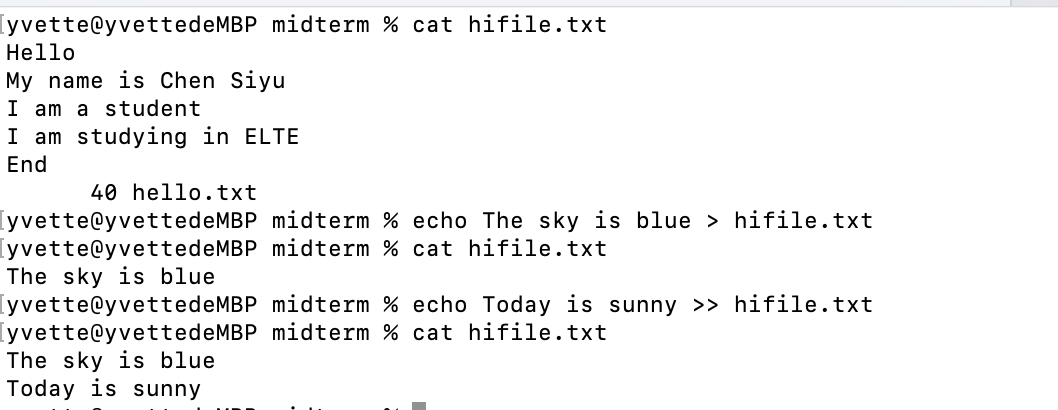 [yvette@yvettedeMBP midterm % cat hifile.txt
Hello
My name is Chen Siyu
I am a student
I am studying in ELTE
End
      40 hello.txt
[yvette@yvettedeMBP midterm % echo The sky is blue > hifile.txt
[yvette@yvettedeMBP midterm % cat hifile.txt
The sky is blue
[yvette@yvettedeMBP midterm % echo Today is sunny >> hifile.txt
[yvette@yvettedeMBP midterm % cat hifile.txt
The sky is blue
Today is sunny